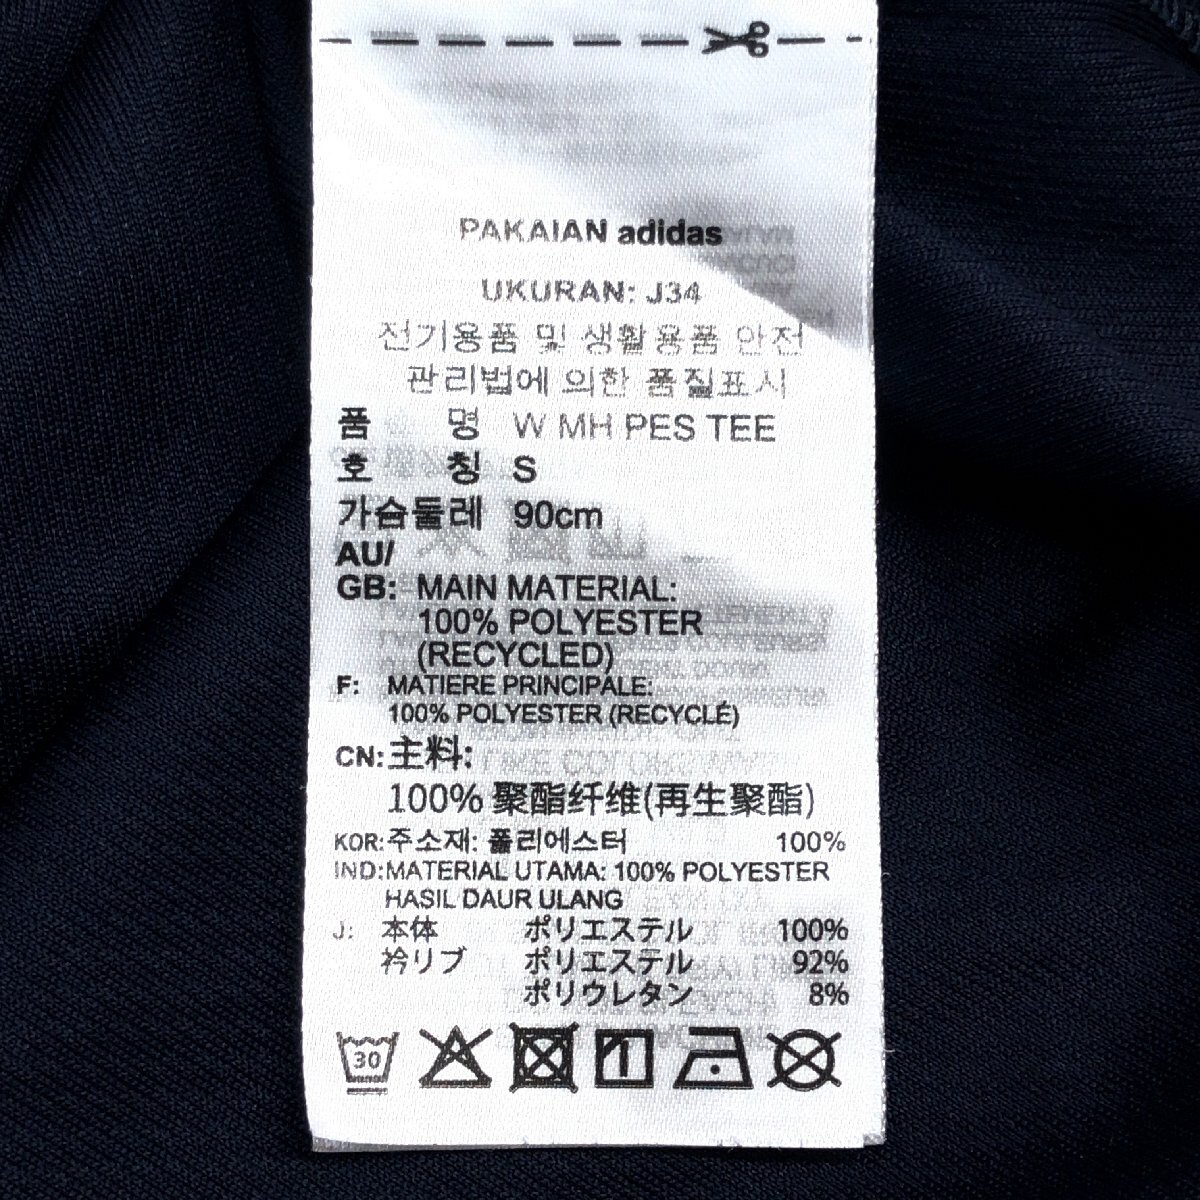 PAKAIAN adidas
UKURAN: J34
전기용품 및 생활용품 안전
관리법에 의한 품질표시
품 명 W MH PES TEE
호 칭 S
가슴둘레 90cm
AU/
GB: MAIN MATERIAL:
100% POLYESTER
(RECYCLED)
F: MATIERE PRINCIPALE:
100% POLYESTER (RECYCLÉ)
CN: 主料:
100% 聚酯纤维(再生聚酯)
KOR: 주소재: 폴리에스터 100%
IND: MATERIAL UTAMA: 100% POLYESTER
HASIL DAUR ULANG
J: 本体 ポリエステル 100%
衿リブ ポリエステル 92%
ポリウレタン 8%
30